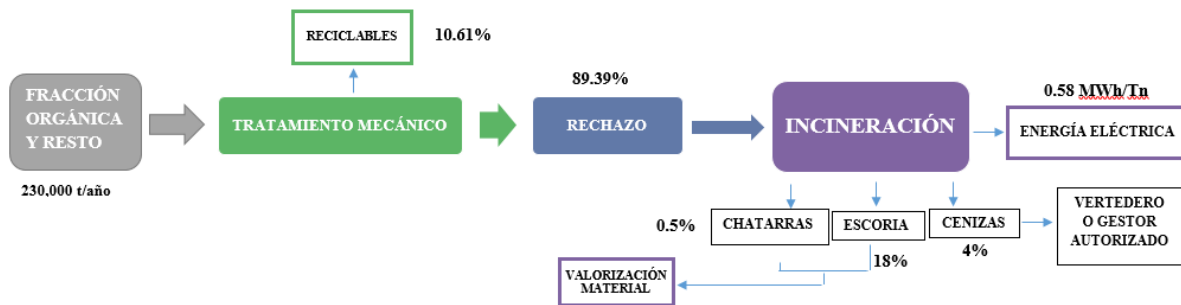 RECICLABLES
10.61%
89.39%
FRACCIÓN
ORGÁNICA
Y RESTO
TRATAMIENTO MECÁNICO
RECHAZO
INCINERACIÓN
0.58 MWh/Tn
ENERGÍA ELÉCTRICA
230,000 t/año
0.5%
CHATARRAS
ESCORIA
CENIZAS
VERTEDERO
O GESTOR
AUTORIZADO
18%
4%
VALORIZACIÓN
MATERIAL